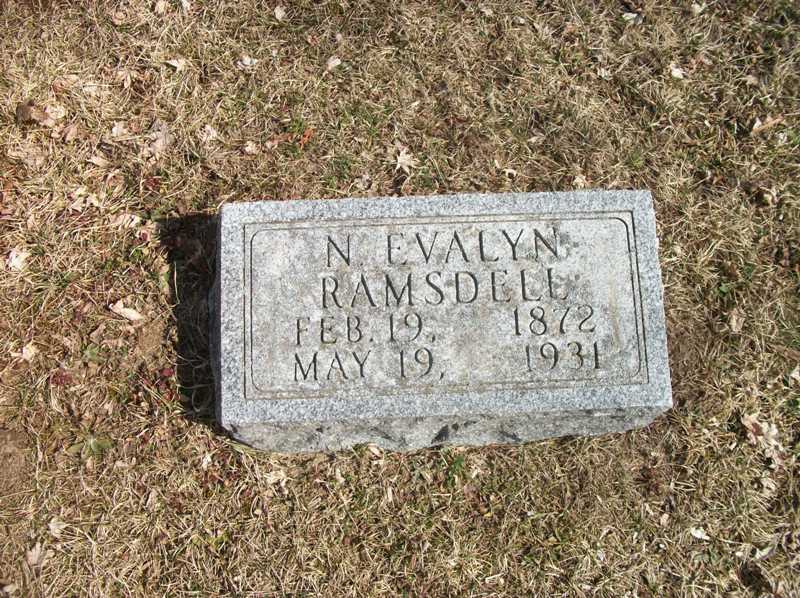 N. EVALYN
RAMSDELL
FEB. 19, 1872
MAY 19, 1931